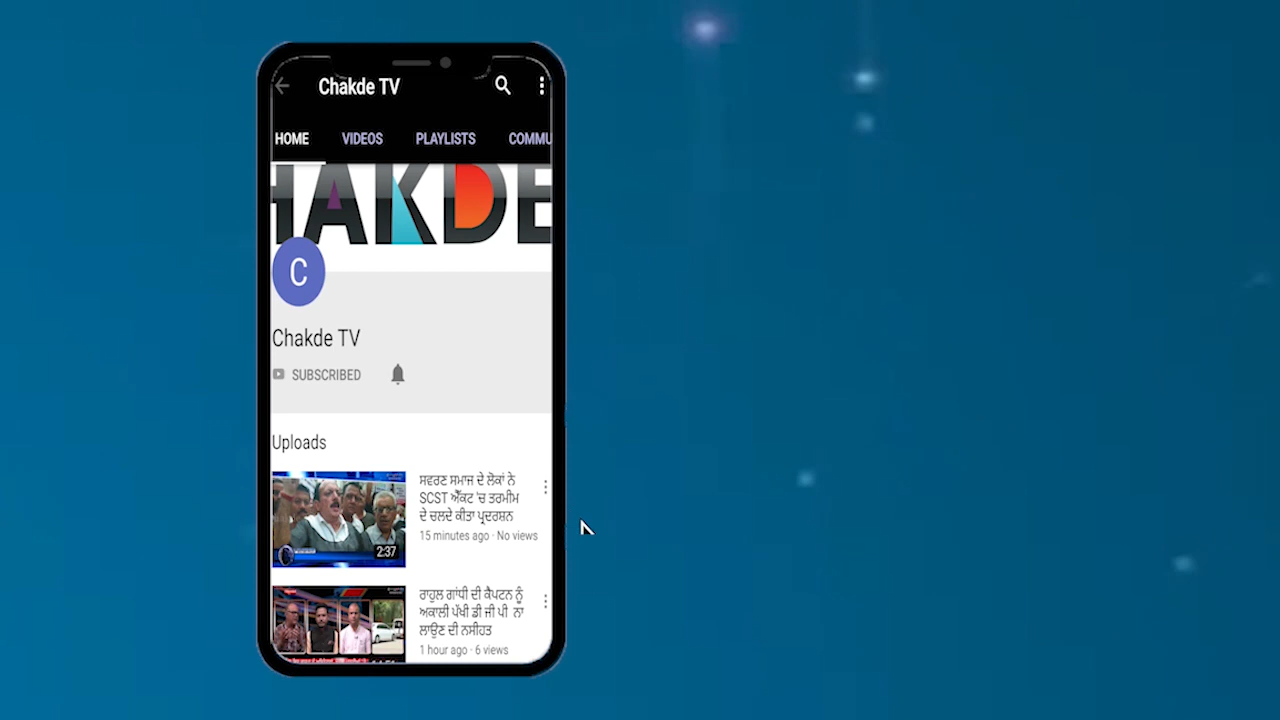 Chakde TV
HOME VIDEOS PLAYLISTS COMMU
HAKDE
C
Chakde TV
SUBSCRIBED
Uploads
ਸਵਰਣ ਸਮਾਜ ਦੇ ਲੋਕਾਂ ਨੇ
SCST ਐੱਕਟ 'ਚ ਤਰਮੀਮ
ਦੇ ਚਲਦੇ ਕੀਤਾ ਪ੍ਰਦਰਸ਼ਨ
15 minutes ago · No views
2:37
ਰਾਹੁਲ ਗਾਂਧੀ ਦੀ ਕੈਪਟਨ ਨੂੰ
ਅਕਾਲੀ ਪੱਖੀ ਡੀ ਜੀ ਪੀ ਨਾ
ਲਾਉਣ ਦੀ ਨਸੀਹਤ
1 hour ago · 6 views